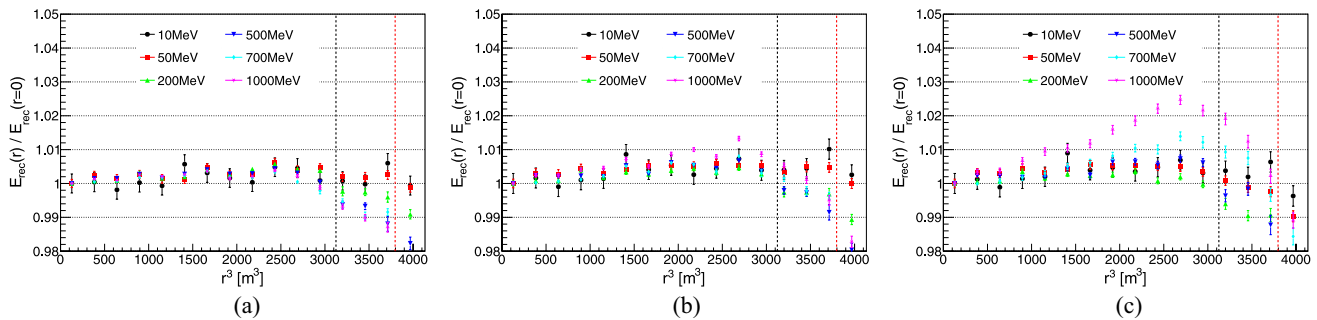 E_rec(r) / E_rec(r=0)
1.05
1.04
1.03
1.02
1.01
1
0.99
0.98
10MeV
50MeV
200MeV
500MeV
700MeV
1000MeV
0 500 1000 1500 2000 2500 3000 3500 4000
r³ [m³]
(a)
E_rec(r) / E_rec(r=0)
1.05
1.04
1.03
1.02
1.01
1
0.99
0.98
10MeV
50MeV
200MeV
500MeV
700MeV
1000MeV
0 500 1000 1500 2000 2500 3000 3500 4000
r³ [m³]
(b)
E_rec(r) / E_rec(r=0)
1.05
1.04
1.03
1.02
1.01
1
0.99
0.98
10MeV
50MeV
200MeV
500MeV
700MeV
1000MeV
0 500 1000 1500 2000 2500 3000 3500 4000
r³ [m³]
(c)